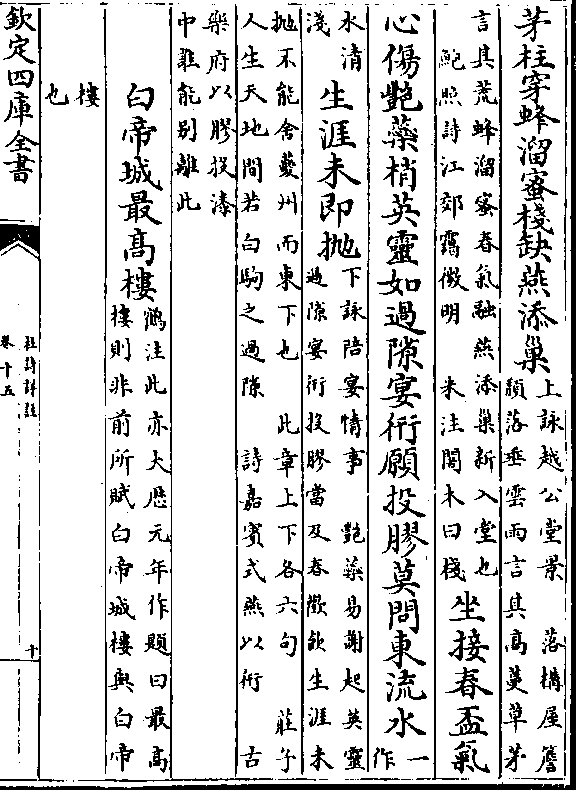 茅柱穿蜂溜蜜棧缺燕添巢
上詠越公堂景 落構屋簷
頹落垂雲雨言其高蔓草茅
言其荒蜂溜蜜春氣融燕添巢新入堂也
鮑照詩江郊靄微明 朱注閣木曰棧
坐接春盃氣
心傷艷蘂梢英靈如過隙宴衎願投膠莫問東流水
一
作
水清
淺
生涯未即抛
下詠陪宴情事 艷蘂易謝起英靈
過隙宴衎投膠當及春歡飲生涯未
抛不能舍夔州而東下也 此章上下各六句 莊子
人生天地間若白駒之過隙 詩嘉賓式燕以衎 古
樂府以膠投漆
中誰能别離此
白帝城最高樓
鶴注此亦大厯元年作題曰最高
樓則非前所賦白帝城樓與白帝
樓
也
欽定四庫全書
杜詩詳註
卷十五
十